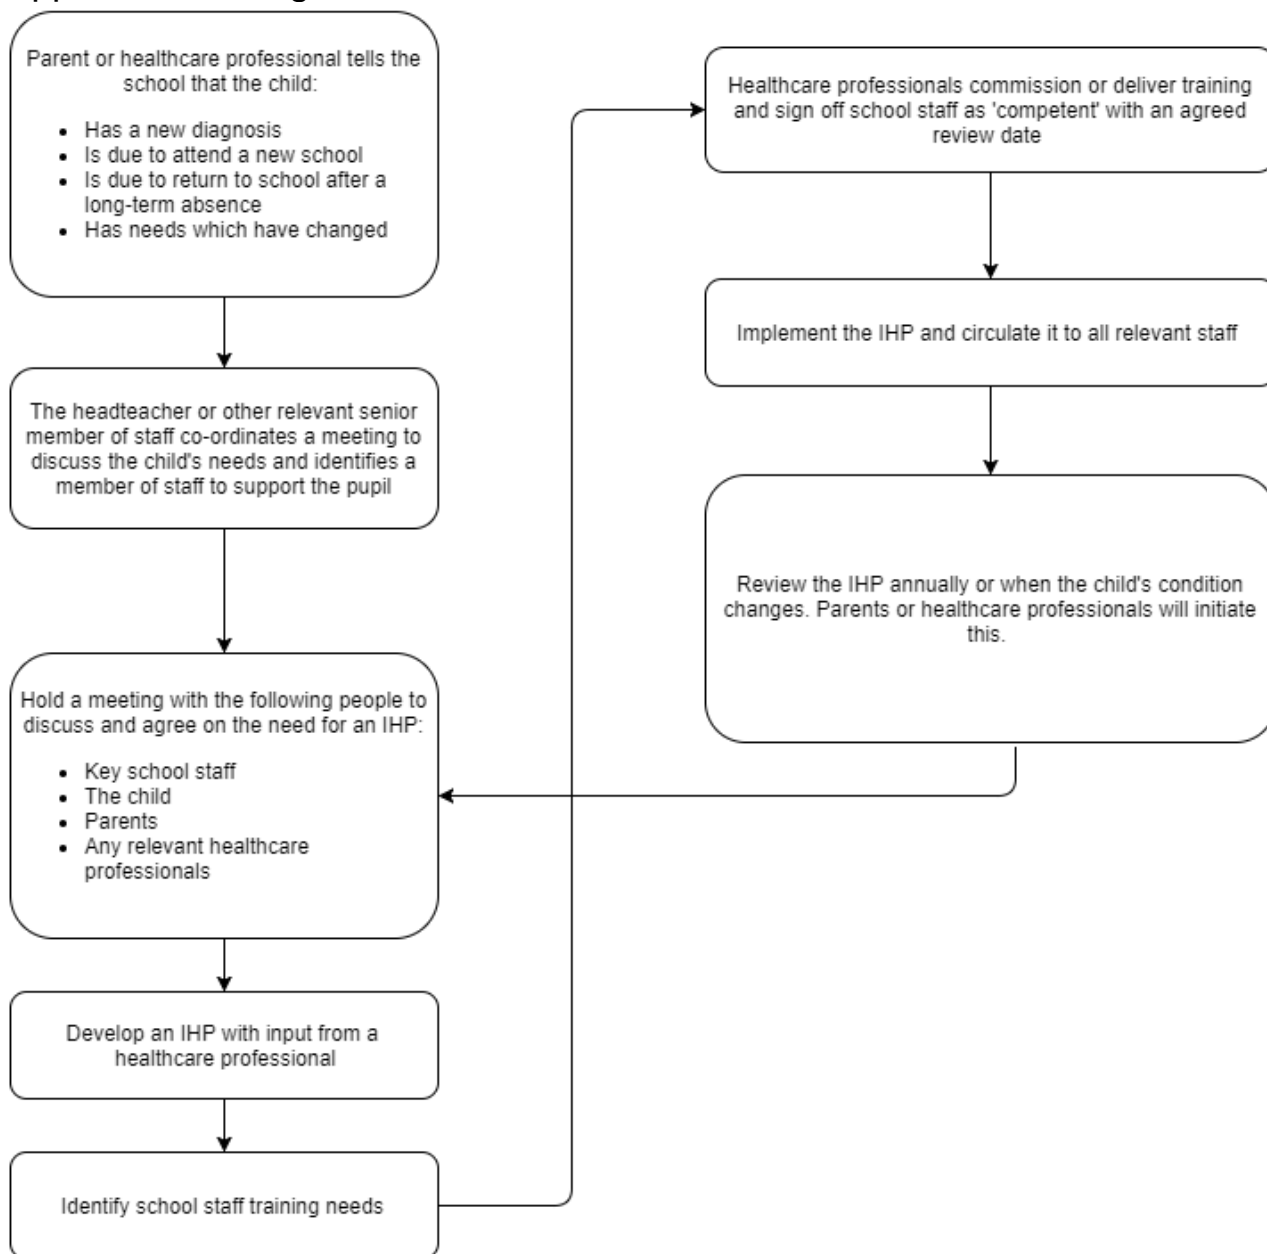 Parent or healthcare professional tells the
school that the child:
• Has a new diagnosis
• Is due to attend a new school
• Is due to return to school after a
long-term absence
• Has needs which have changed
The headteacher or other relevant senior
member of staff co-ordinates a meeting to
discuss the child's needs and identifies a
member of staff to support the pupil
Hold a meeting with the following people to
discuss and agree on the need for an IHP:
• Key school staff
• The child
• Parents
• Any relevant healthcare
professionals
Develop an IHP with input from a
healthcare professional
Identify school staff training needs
Healthcare professionals commission or deliver training
and sign off school staff as 'competent' with an agreed
review date
Implement the IHP and circulate it to all relevant staff
Review the IHP annually or when the child's condition
changes. Parents or healthcare professionals will initiate
this.